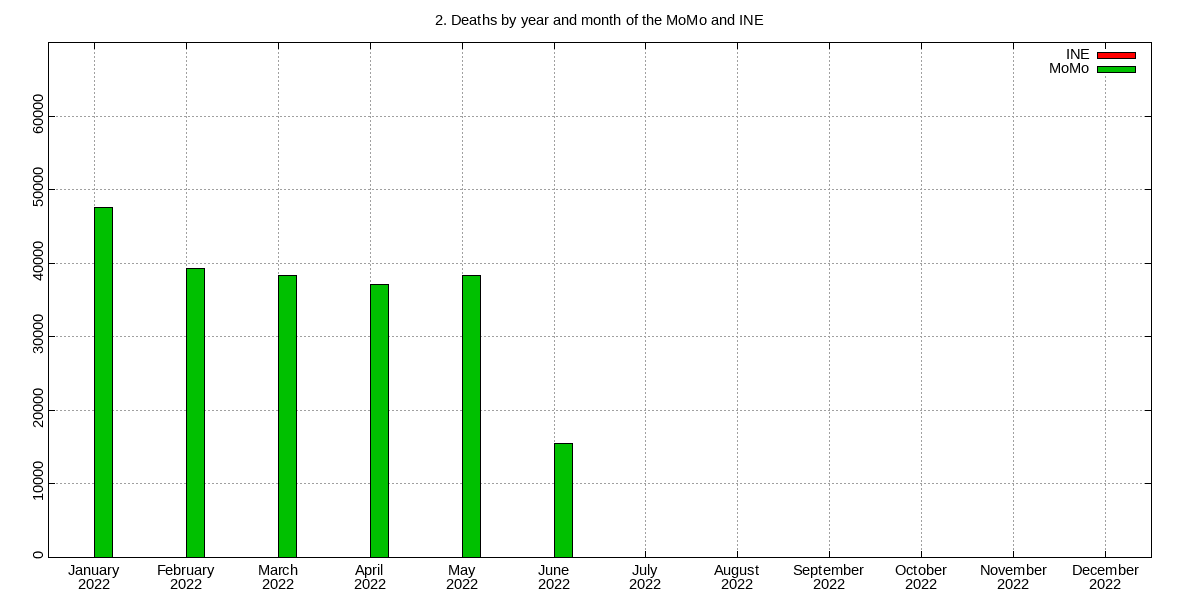 2. Deaths by year and month of the MoMo and INE
INE
MoMo
60000
50000
40000
30000
20000
10000
0
January February March April May June July August September October November December
2022 2022 2022 2022 2022 2022 2022 2022 2022 2022 2022 2022